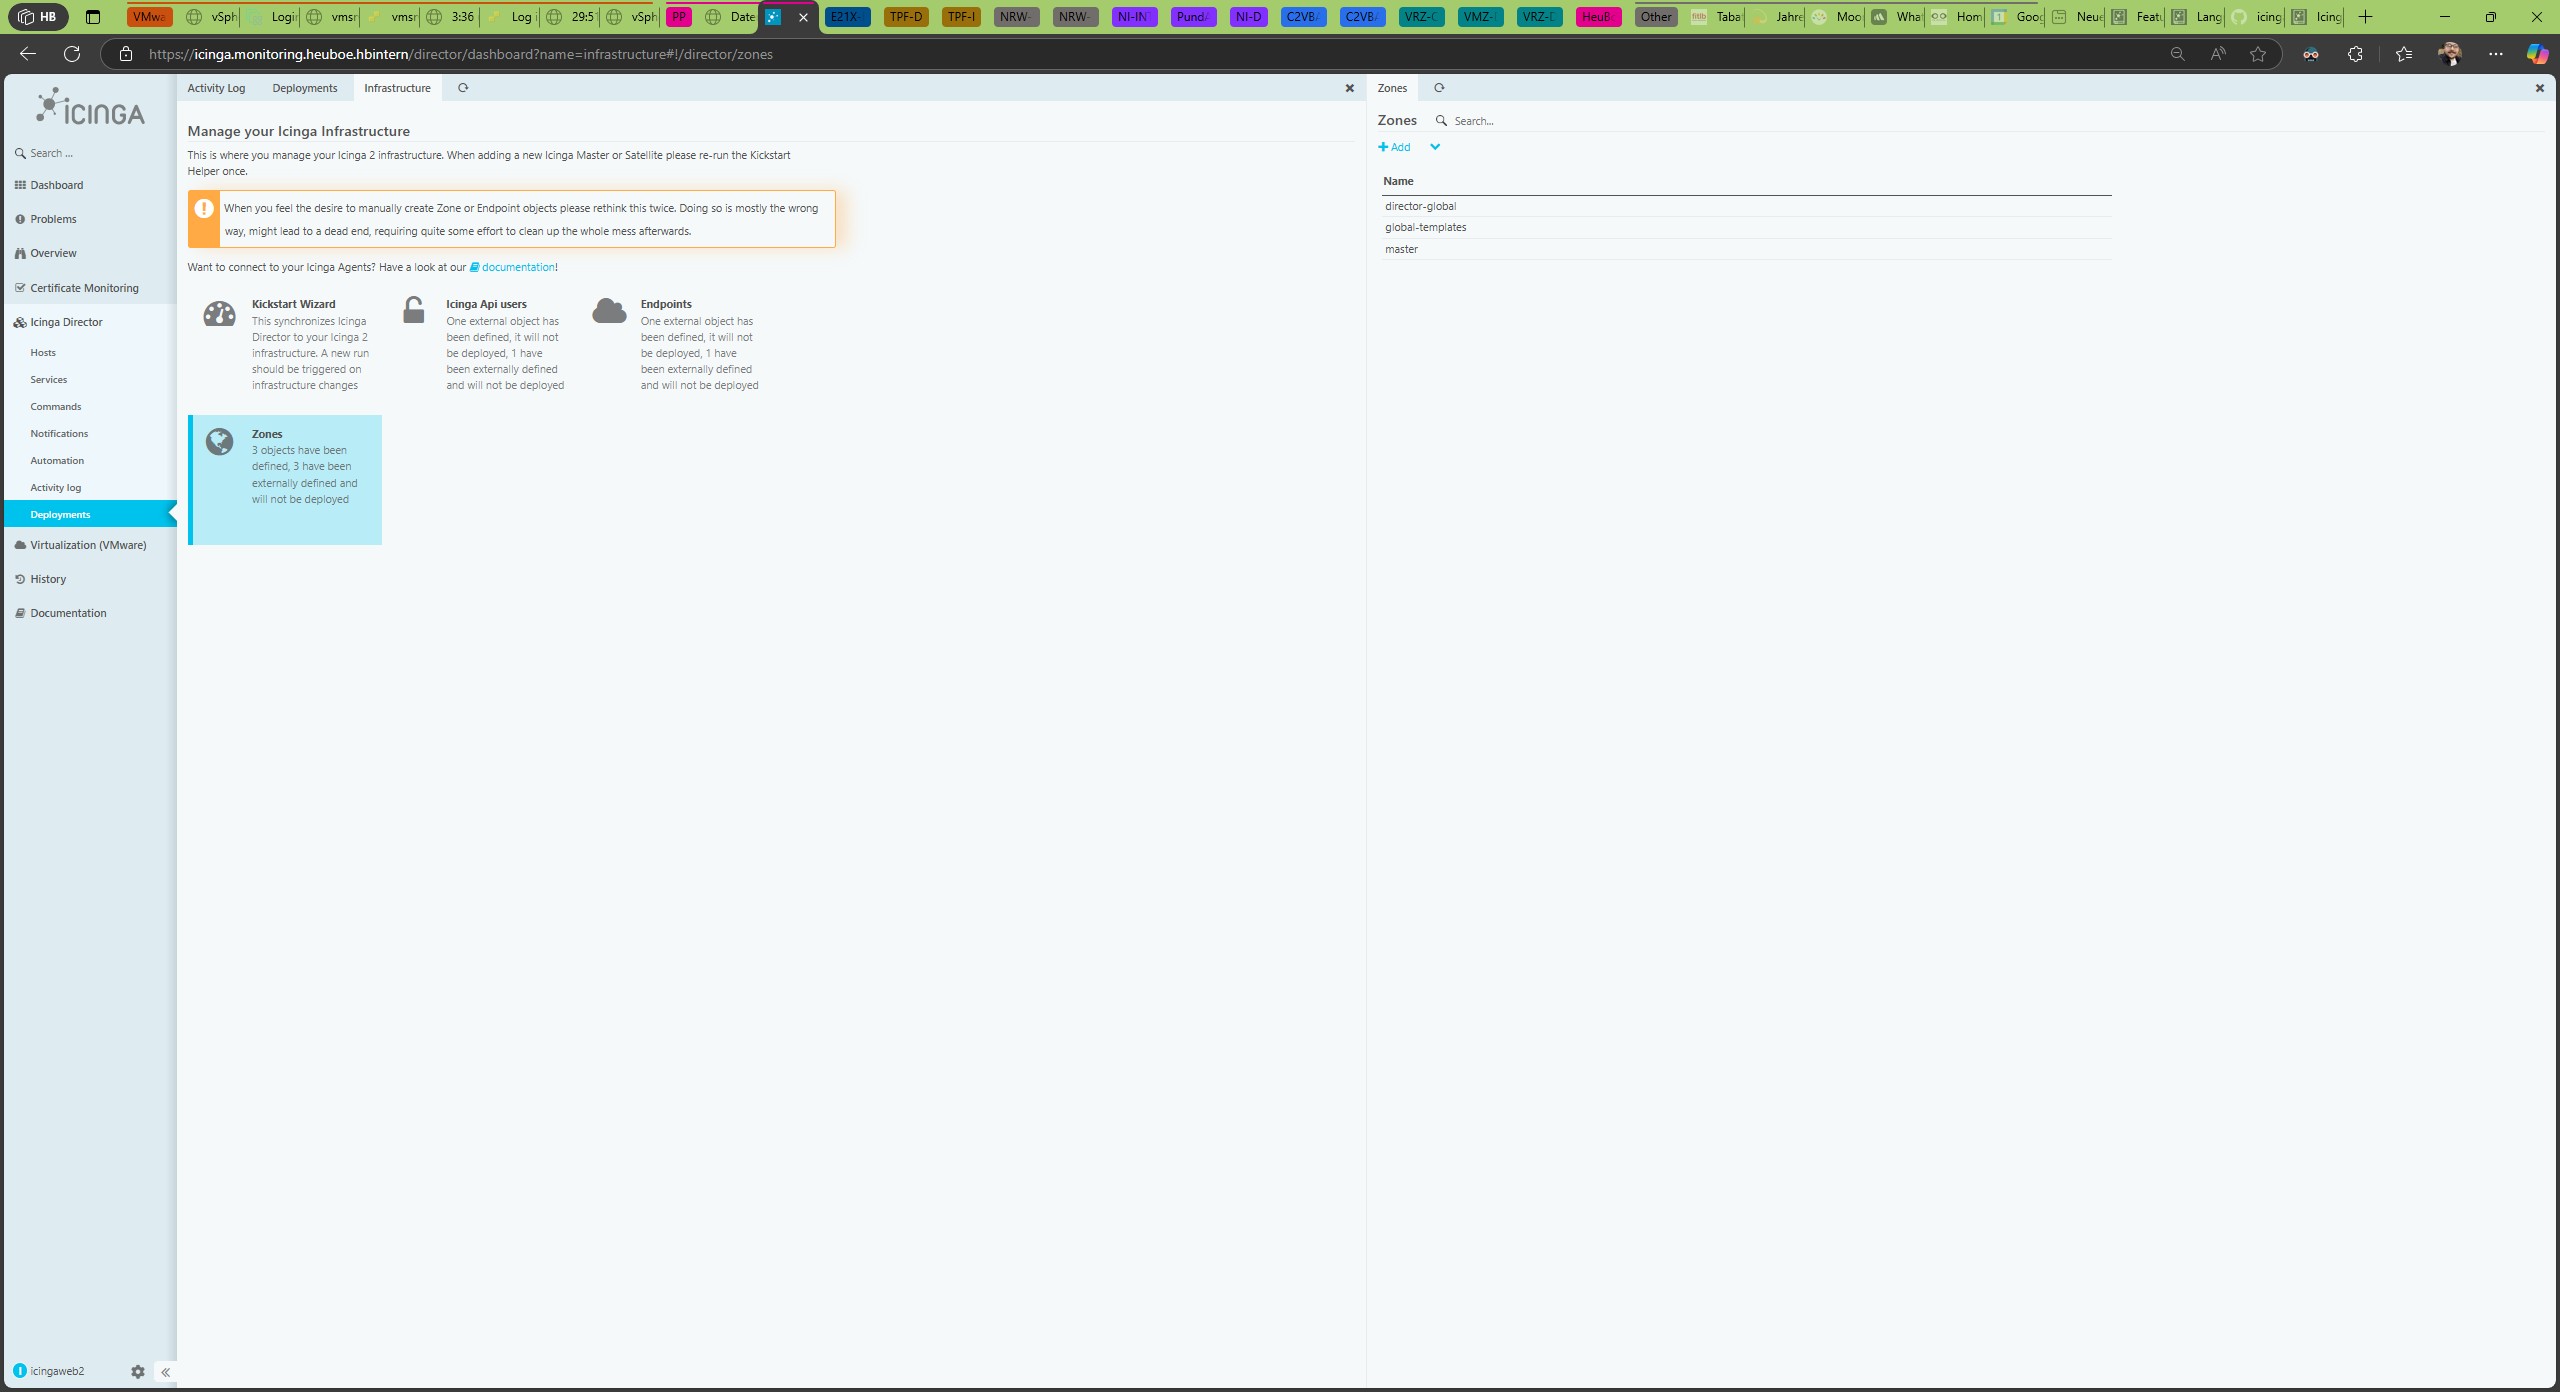 HB
VMwa
vSph
Logi
vmsr
vmsr
3:36
Log i
29:5
vSph
PP
Date
E21X-
TPF-D
TPF-I
NRW-
NRW-
NI-IN
Pund
NI-D
C2VB
C2VB
VRZ-C
VMZ-
VRZ-D
HeuB
Other
Taba
Jahre
Moo
Wha
Hom
Goog
Neue
Featu
Lang
icing
Icing
https://icinga.monitoring.heuboe.hbintern/director/dashboard?name=infrastructure#!/director/zones
ICINGA
Search ...
Dashboard
Problems
Overview
Certificate Monitoring
Icinga Director
Hosts
Services
Commands
Notifications
Automation
Activity log
Deployments
Virtualization (VMware)
History
Documentation
icingaweb2
Activity Log
Deployments
Infrastructure
Manage your Icinga Infrastructure
This is where you manage your Icinga 2 infrastructure. When adding a new Icinga Master or Satellite please re-run the Kickstart
Helper once.
When you feel the desire to manually create Zone or Endpoint objects please rethink this twice. Doing so is mostly the wrong
way, might lead to a dead end, requiring quite some effort to clean up the whole mess afterwards.
Want to connect to your Icinga Agents? Have a look at our documentation!
Kickstart Wizard
This synchronizes Icinga
Director to your Icinga 2
infrastructure. A new run
should be triggered on
infrastructure changes
Icinga Api users
One external object has
been defined, it will not
be deployed, 1 have
been externally defined
and will not be deployed
Endpoints
One external object has
been defined, it will not
be deployed, 1 have
been externally defined
and will not be deployed
Zones
3 objects have been
defined, 3 have been
externally defined and
will not be deployed
Zones
Zones
Search...
Add
Name
director-global
global-templates
master